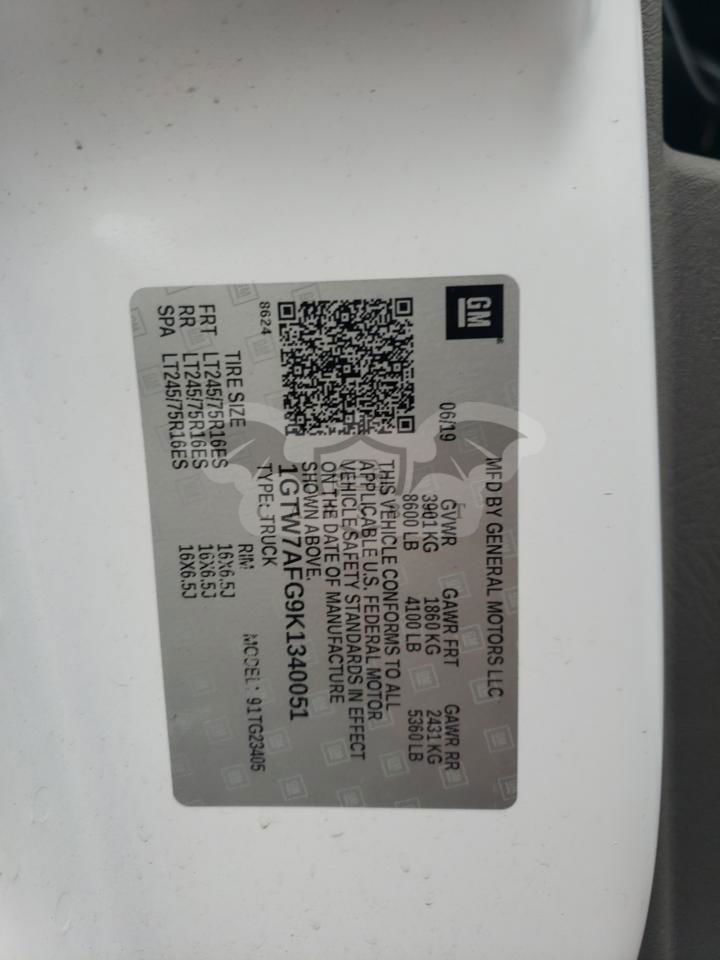 GM
MFD BY GENERAL MOTORS LLC
06/19 GVWR GAWR FRT GAWR RR
3901 KG 1860 KG 2431 KG
8600 LB 4100 LB 5360 LB
THIS VEHICLE CONFORMS TO ALL
APPLICABLE U.S. FEDERAL MOTOR
VEHICLE SAFETY STANDARDS IN EFFECT
ON THE DATE OF MANUFACTURE
SHOWN ABOVE.
1GTW7AFG9K1340051
8624 TYPE: TRUCK MODEL: 91TG23405
TIRE SIZE RIM
FRT LT245/75R16ES 16X6.5J
RR LT245/75R16ES 16X6.5J
SPA LT245/75R16ES 16X6.5J